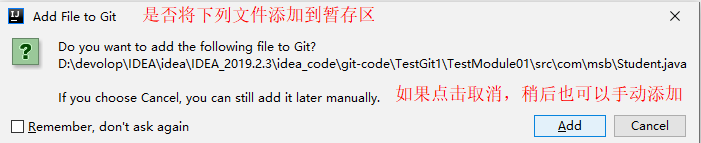 IJ
Add File to Git
是否将下列文件添加到暂存区
Do you want to add the following file to Git?
D:\devolop\IDEA\idea\IDEA_2019.2.3\idea_code\git-code\TestGit1\TestModule01\src\com\msb\Student.java
If you choose Cancel, you can still add it later manually.
如果点击取消，稍后也可以手动添加
Remember, don't ask again
Add
Cancel